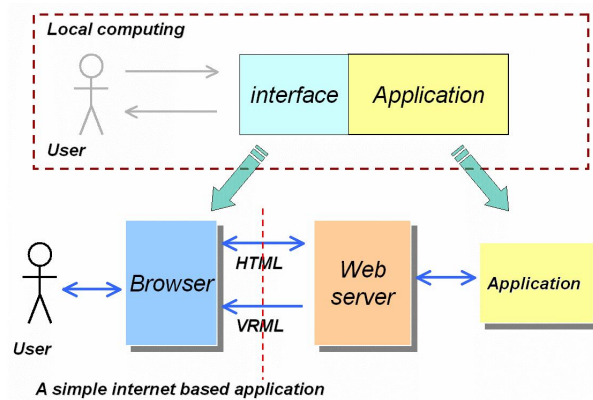 Local computing
interface
Application
User
Browser
HTML
VRML
Web
server
Application
User
A simple internet based application